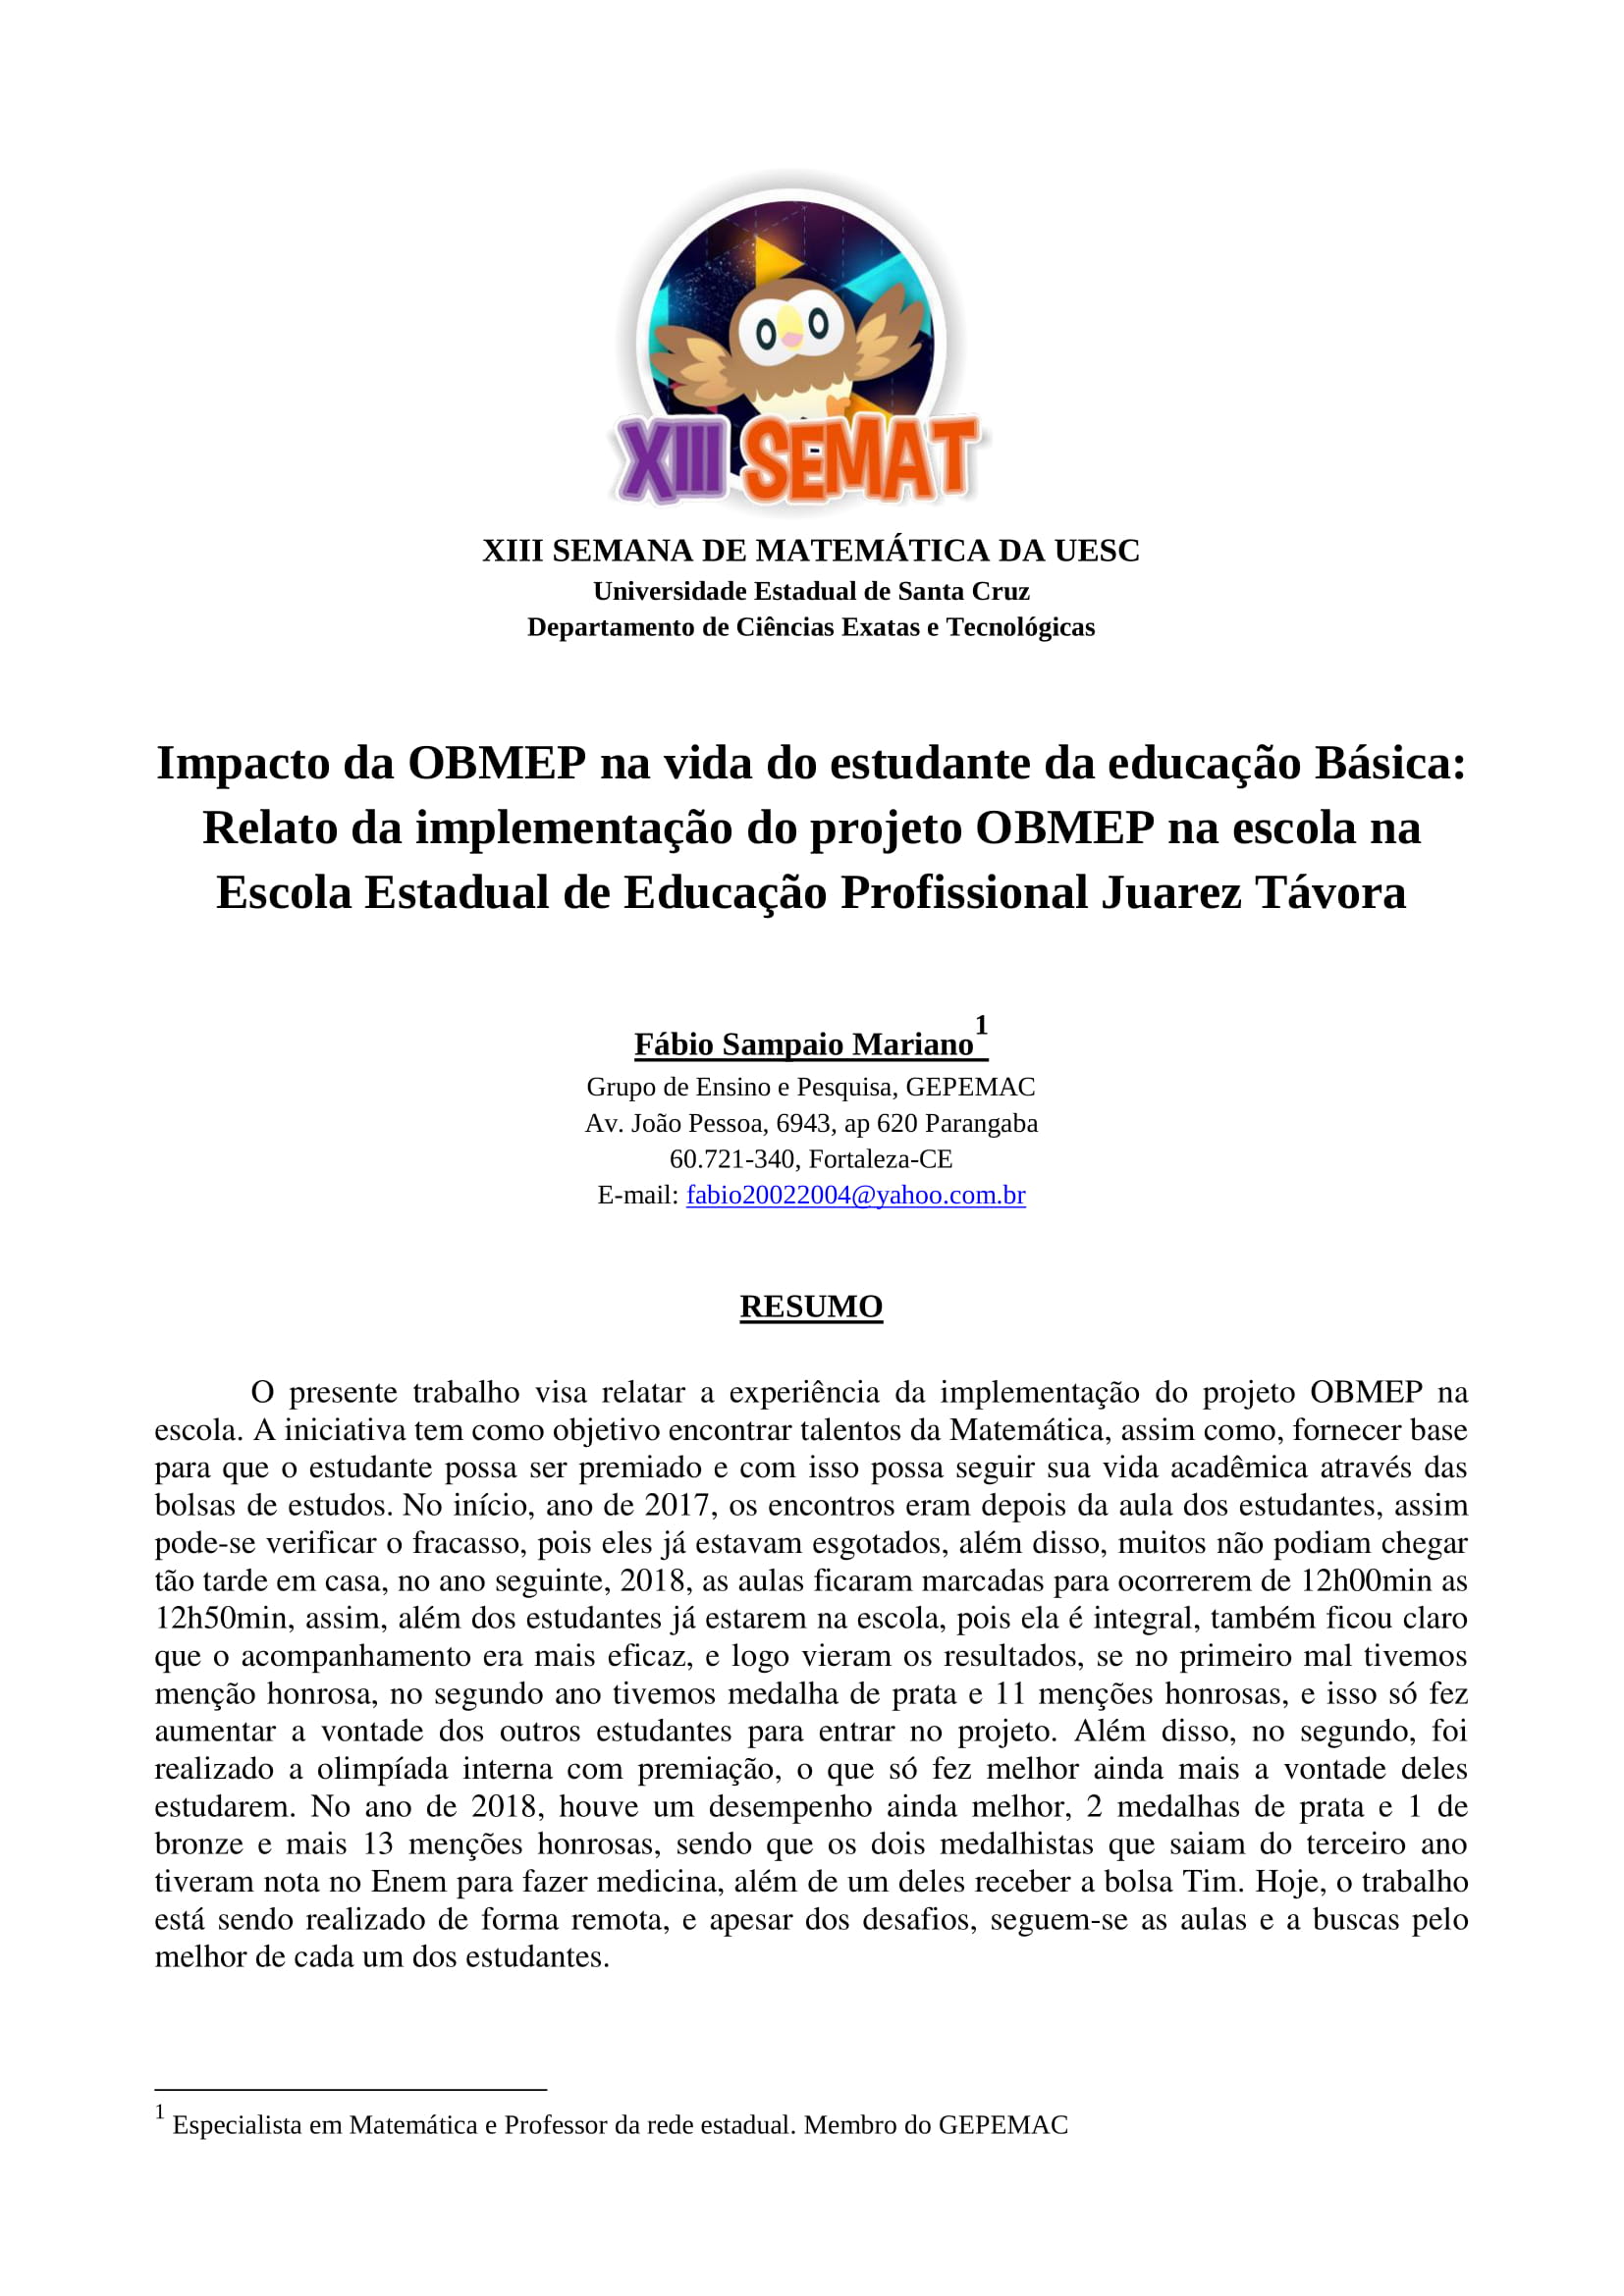 XIII SEMAT
XIII SEMANA DE MATEMÁTICA DA UESC
Universidade Estadual de Santa Cruz
Departamento de Ciências Exatas e Tecnológicas
Impacto da OBMEP na vida do estudante da educação Básica:
Relato da implementação do projeto OBMEP na escola na
Escola Estadual de Educação Profissional Juarez Távora
Fábio Sampaio Mariano1
Grupo de Ensino e Pesquisa, GEPEMAC
Av. João Pessoa, 6943, ap 620 Parangaba
60.721-340, Fortaleza-CE
E-mail: fabio20022004@yahoo.com.br
RESUMO
O presente trabalho visa relatar a experiência da implementação do projeto OBMEP na
escola. A iniciativa tem como objetivo encontrar talentos da Matemática, assim como, fornecer base
para que o estudante possa ser premiado e com isso possa seguir sua vida acadêmica através das
bolsas de estudos. No início, ano de 2017, os encontros eram depois da aula dos estudantes, assim
pode-se verificar o fracasso, pois eles já estavam esgotados, além disso, muitos não podiam chegar
tão tarde em casa, no ano seguinte, 2018, as aulas ficaram marcadas para ocorrerem de 12h00min as
12h50min, assim, além dos estudantes já estarem na escola, pois ela é integral, também ficou claro
que o acompanhamento era mais eficaz, e logo vieram os resultados, se no primeiro mal tivemos
menção honrosa, no segundo ano tivemos medalha de prata e 11 menções honrosas, e isso só fez
aumentar a vontade dos outros estudantes para entrar no projeto. Além disso, no segundo, foi
realizado a olimpíada interna com premiação, o que só fez melhor ainda mais a vontade deles
estudarem. No ano de 2018, houve um desempenho ainda melhor, 2 medalhas de prata e 1 de
bronze e mais 13 menções honrosas, sendo que os dois medalhistas que saiam do terceiro ano
tiveram nota no Enem para fazer medicina, além de um deles receber a bolsa Tim. Hoje, o trabalho
está sendo realizado de forma remota, e apesar dos desafios, seguem-se as aulas e a buscas pelo
melhor de cada um dos estudantes.
1 Especialista em Matemática e Professor da rede estadual. Membro do GEPEMAC